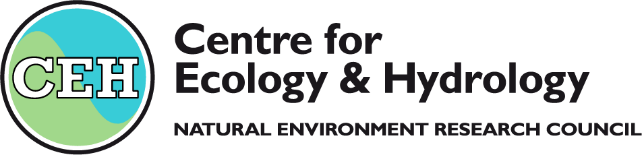 CEH
Centre for
Ecology & Hydrology
NATURAL ENVIRONMENT RESEARCH COUNCIL